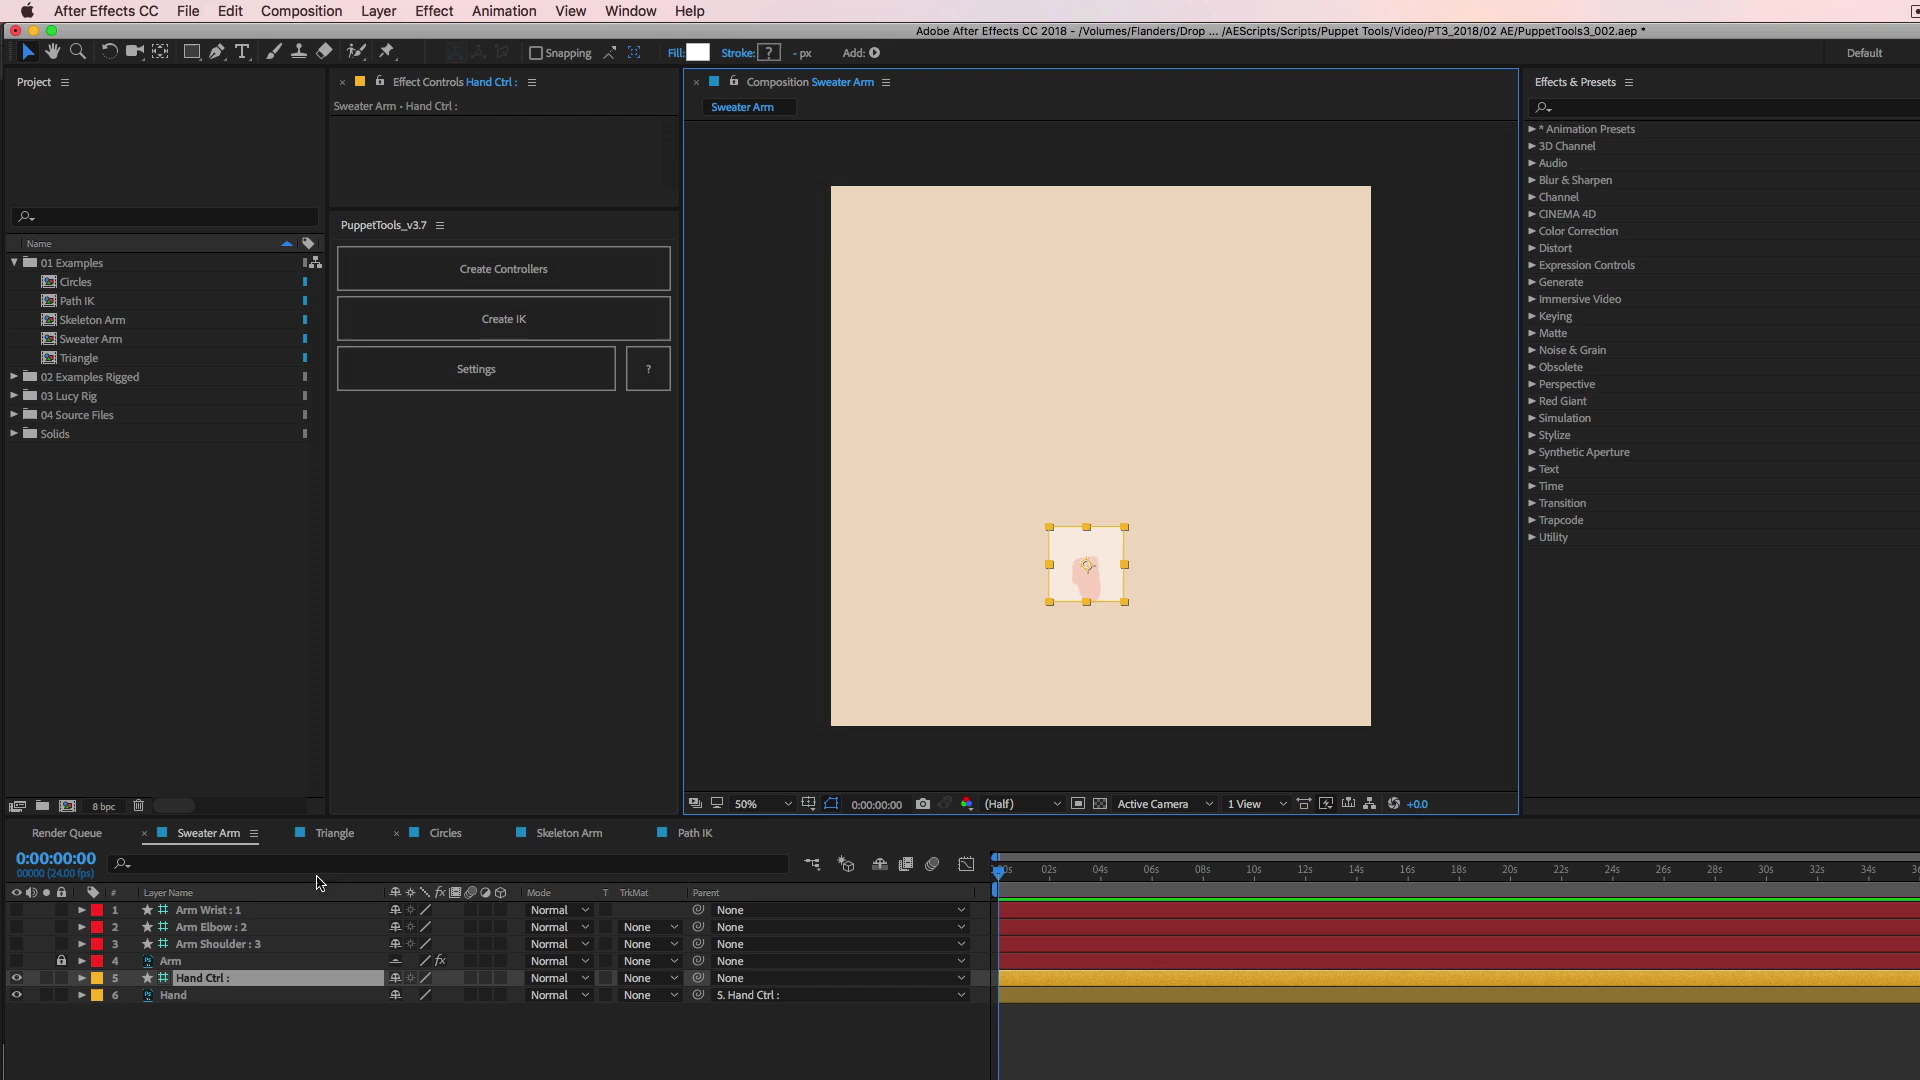 After Effects CC File Edit Composition Layer Effect Animation View Window Help
Adobe After Effects CC 2018 - /Volumes/Flanders/Drop ... /AEScripts/Scripts/Puppet Tools/Video/PT3_2018/02 AE/PuppetTools3_002.aep *
Snapping Fill: Stroke: ? - px Add: Default
Project
Effect Controls Hand Ctrl :
Composition Sweater Arm
Effects & Presets
Sweater Arm • Hand Ctrl :
Sweater Arm
* Animation Presets
3D Channel
Audio
Blur & Sharpen
Channel
CINEMA 4D
Color Correction
Distort
Expression Controls
Generate
Immersive Video
Keying
Matte
Noise & Grain
Obsolete
Perspective
Red Giant
Simulation
Stylize
Synthetic Aperture
Text
Time
Transition
Trapcode
Utility
PuppetTools_v3.7
Create Controllers
Create IK
Settings ?
Name
01 Examples
Circles
Path IK
Skeleton Arm
Sweater Arm
Triangle
02 Examples Rigged
03 Lucy Rig
04 Source Files
Solids
8 bpc
50% 0:00:00:00 (Half) Active Camera 1 View +0.0
Render Queue Sweater Arm Triangle Circles Skeleton Arm Path IK
0:00:00:00
00000 (24.00 fps)
02s 04s 06s 08s 10s 12s 14s 16s 18s 20s 22s 24s 26s 28s 30s 32s 34s
# Layer Name Mode T TrkMat Parent
1 Arm Wrist : 1 Normal None
2 Arm Elbow : 2 Normal None None
3 Arm Shoulder : 3 Normal None None
4 Arm fx Normal None None
5 Hand Ctrl : Normal None None
6 Hand Normal None 5. Hand Ctrl :